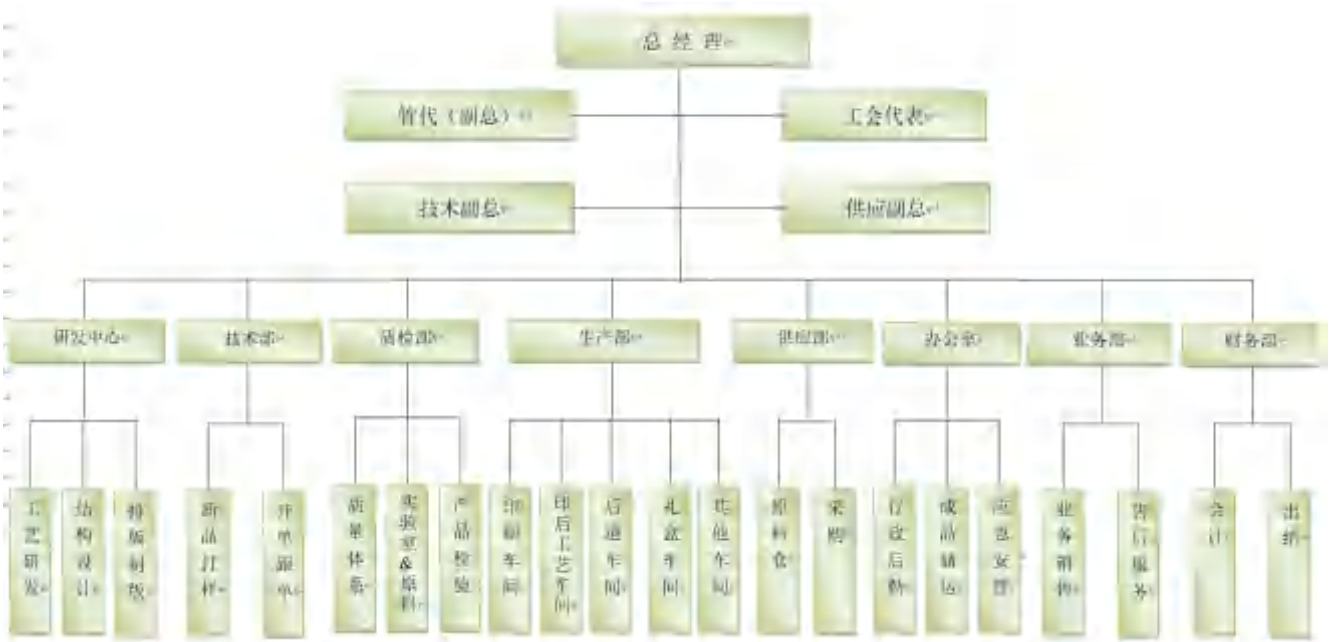 总经理
管代（副总）
工会代表
技术副总
供应副总
研发中心
技术部
质检部
生产部
供应部
办公室
业务部
财务部
工艺研发
结构设计
排版制版
新品打样
开单跟单
质量体系
实验室&原料
产品检验
印刷车间
印后工艺车间
后道车间
礼盒车间
其他车间
原料仓
采购
行政后勤
成品储运
应急安管
业务销售
售后服务
会计
出纳